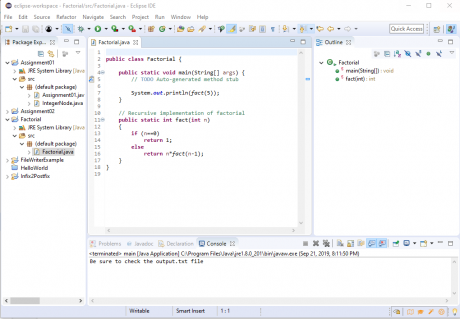 eclipse-workspace - Factorial/src/Factorial.java - Eclipse IDE
File Edit Source Refactor Navigate Search Project Run Window Help
Quick Access
Package Exp...
Assignment01
JRE System Library [Java
src
(default package)
Assignment01.jav
IntegerNode.java
Assignment02
Factorial
JRE System Library [Java
src
(default package)
Factorial.java
FileWriterExample
HelloWorld
Infix2Postfix
Factorial.java
1
2 public class Factorial {
3
4 public static void main(String[] args) {
5 // TODO Auto-generated method stub
6
7 System.out.println(fact(5));
8 }
9
10 // Recursive implementation of factorial
11 public static int fact(int n)
12 {
13 if (n==0)
14 return 1;
15 else
16 return n*fact(n-1);
17 }
18 }
19
Outline
Factorial
main(String[]) : void
fact(int) : int
Problems Javadoc Declaration Console
<terminated> main [Java Application] C:\Program Files\Java\jre1.8.0_201\bin\javaw.exe (Sep 21, 2019, 8:11:50 PM)
Be sure to check the output.txt file
Writable Smart Insert 1 : 1